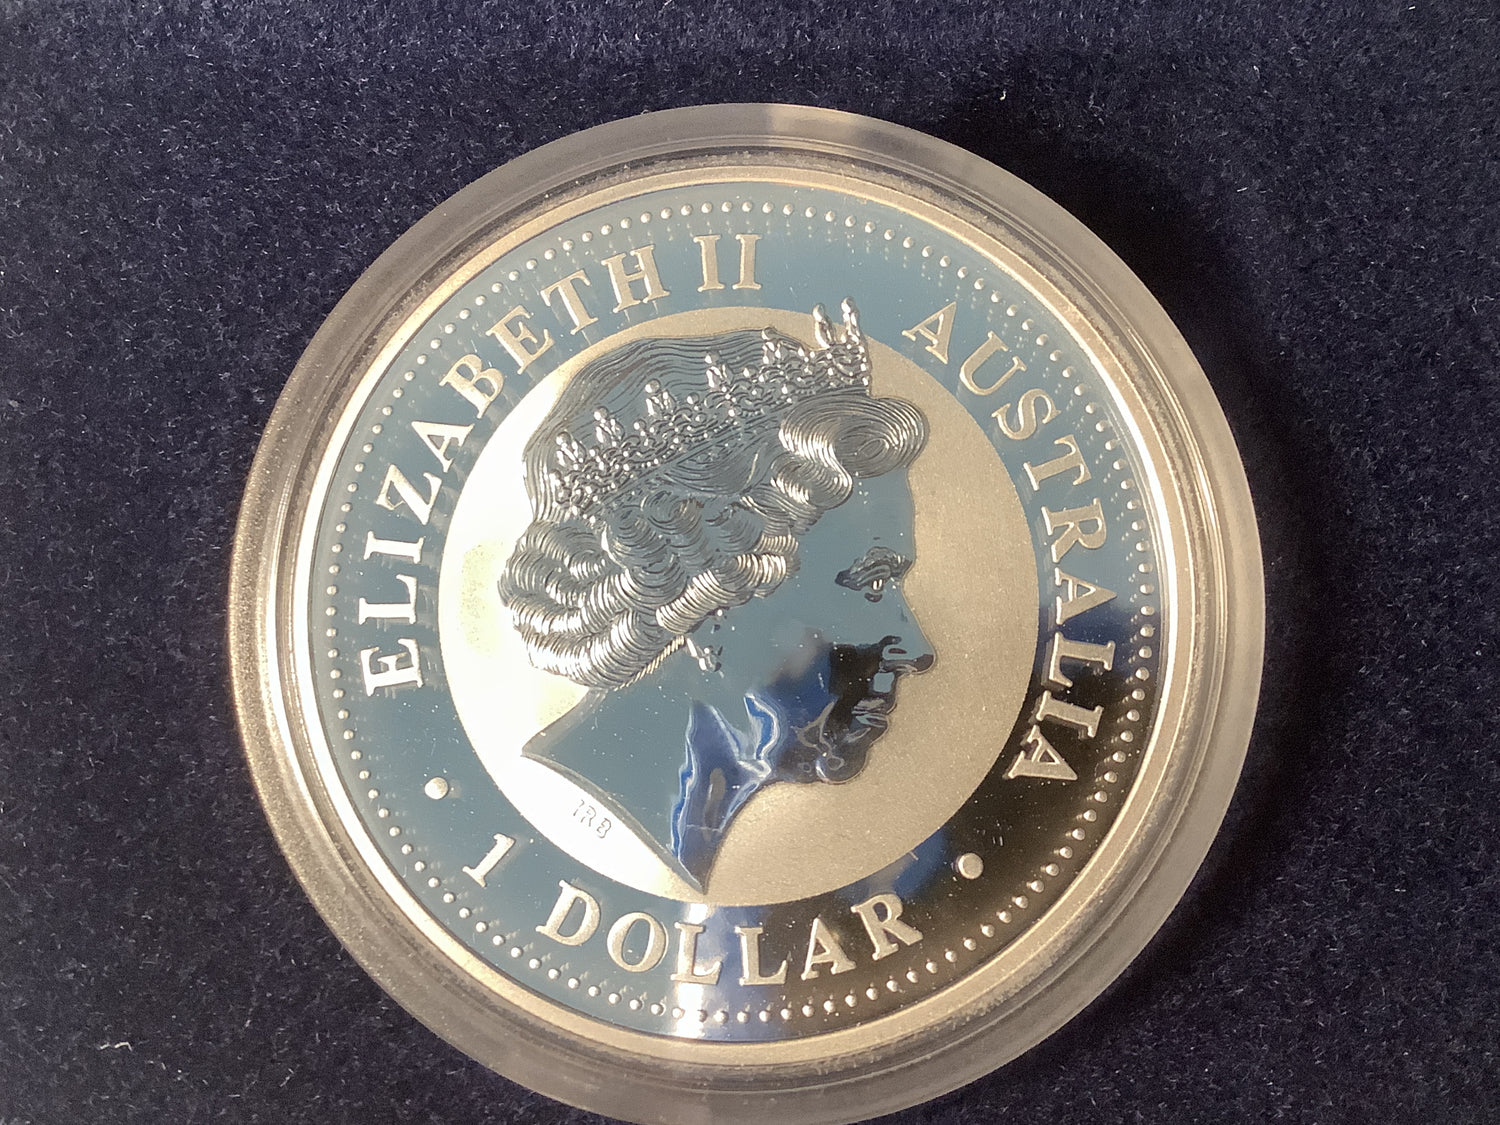 ELIZABETH II AUSTRALIA
IRB
• 1 DOLLAR •